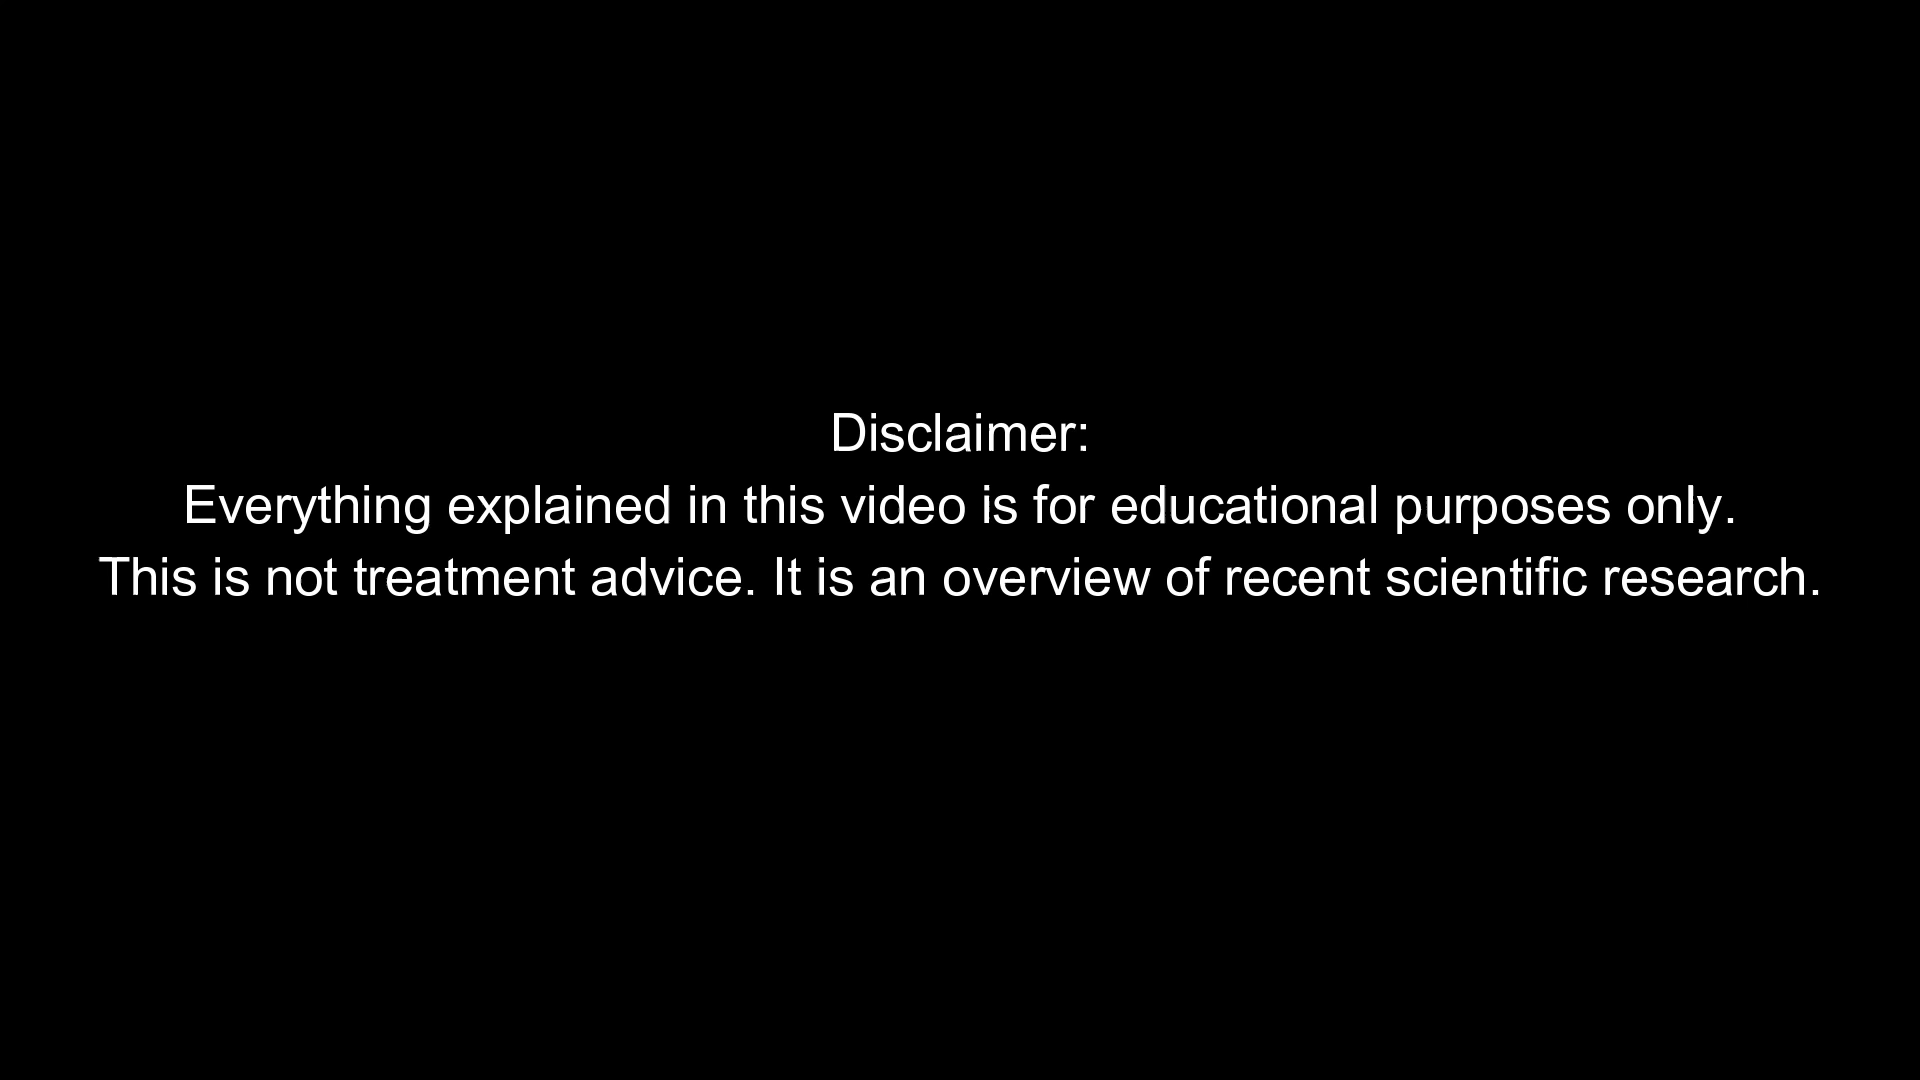 Disclaimer:
Everything explained in this video is for educational purposes only.
This is not treatment advice. It is an overview of recent scientific research.